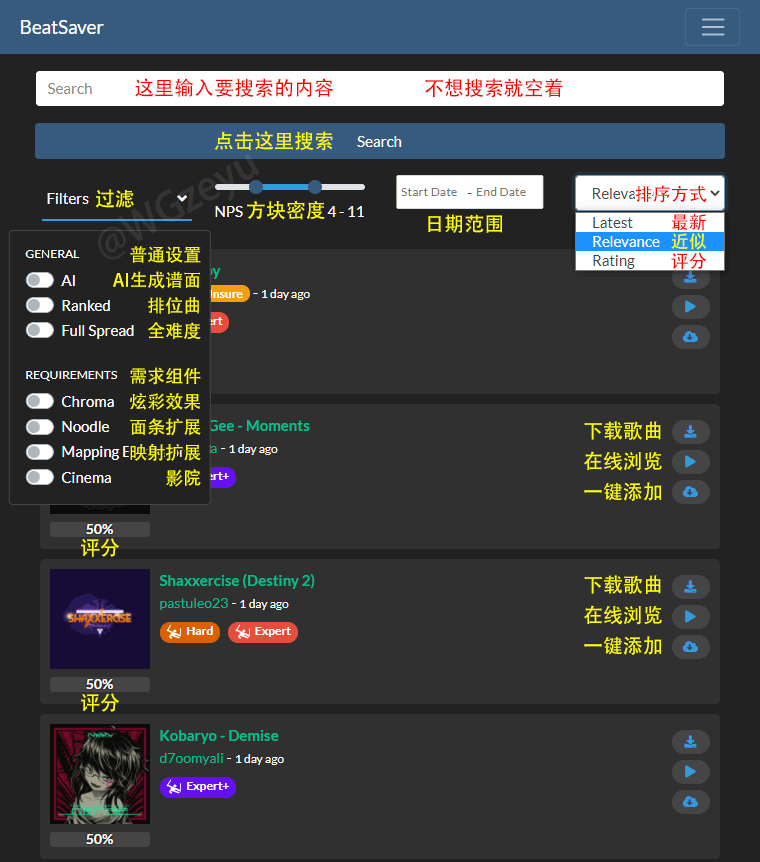 BeatSaver
Search 这里输入要搜索的内容 不想搜索就空着
点击这里搜索 Search
@WGzeyu
Filters 过滤
NPS 方块密度 4 - 11
Start Date - End Date
日期范围
Releva排序方式
Latest 最新
Relevance 近似
Rating 评分
GENERAL 普通设置
AI AI生成谱面
Ranked 排位曲
Full Spread 全难度
REQUIREMENTS 需求组件
Chroma 炫彩效果
Noodle 面条扩展
Mapping E映射扩展
Cinema 影院
py
Insure - 1 day ago
ert
Gee - Moments
a - 1 day ago
ert+
50%
评分
下载歌曲
在线浏览
一键添加
Shaxxercise (Destiny 2)
pastuleo23 - 1 day ago
Hard Expert
SHAXXERCISE
50%
评分
下载歌曲
在线浏览
一键添加
Kobaryo - Demise
d7oomyali - 1 day ago
Expert+
50%